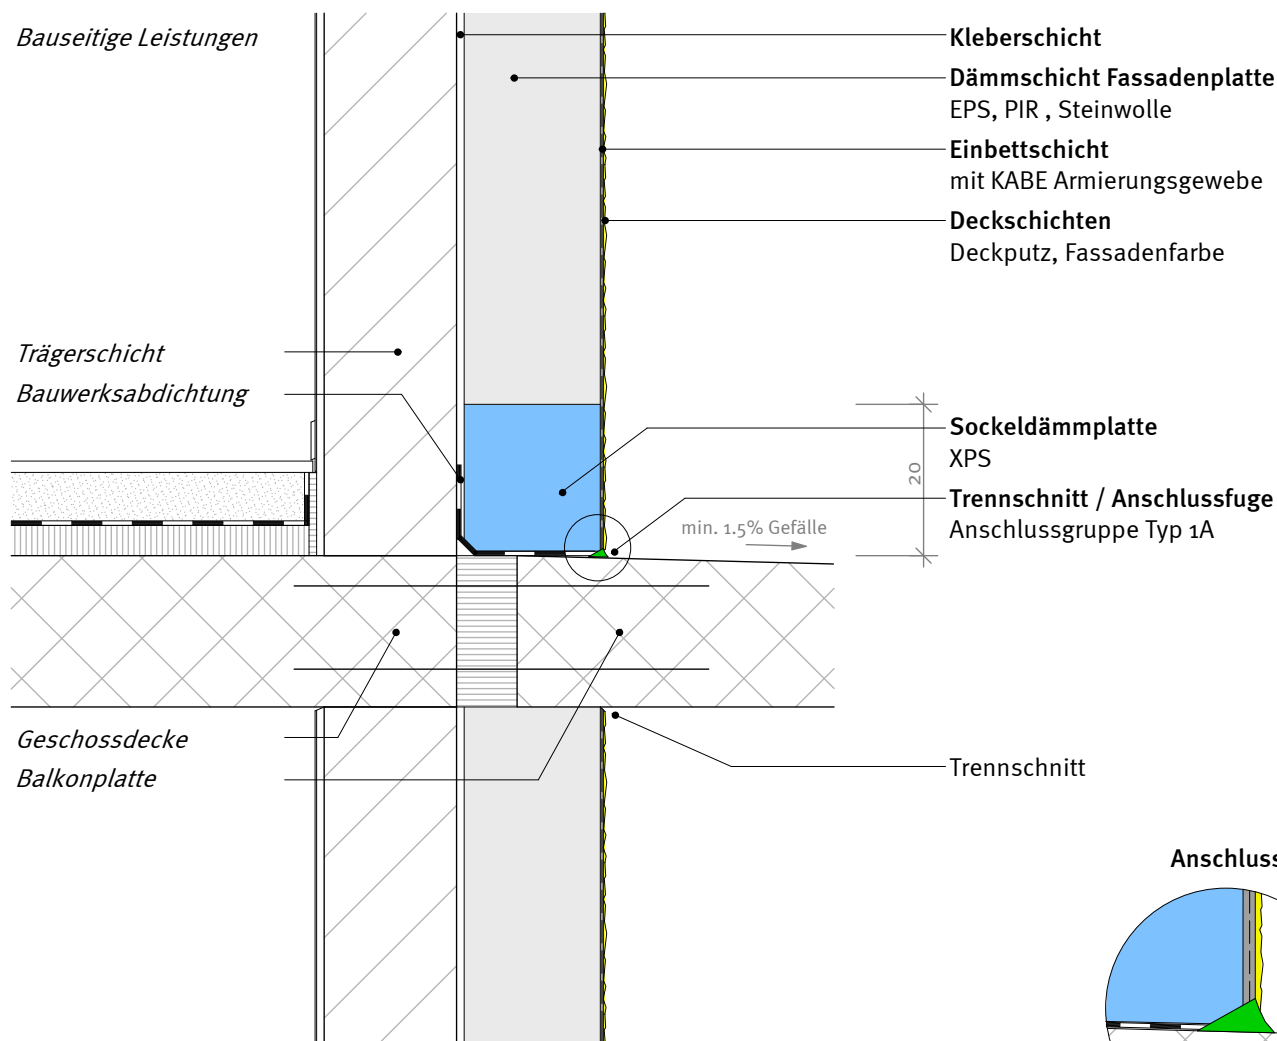 Bauseitige Leistungen
Kleberschicht
Dämmschicht Fassadenplatte
EPS, PIR , Steinwolle
Einbettschicht
mit KABE Armierungsgewebe
Deckschichten
Deckputz, Fassadenfarbe
Trägerschicht
Bauwerksabdichtung
Sockeldämmplatte
XPS
20
Trennschnitt / Anschlussfuge
Anschlussgruppe Typ 1A
min. 1.5% Gefälle
Geschossdecke
Balkonplatte
Trennschnitt
Anschluss